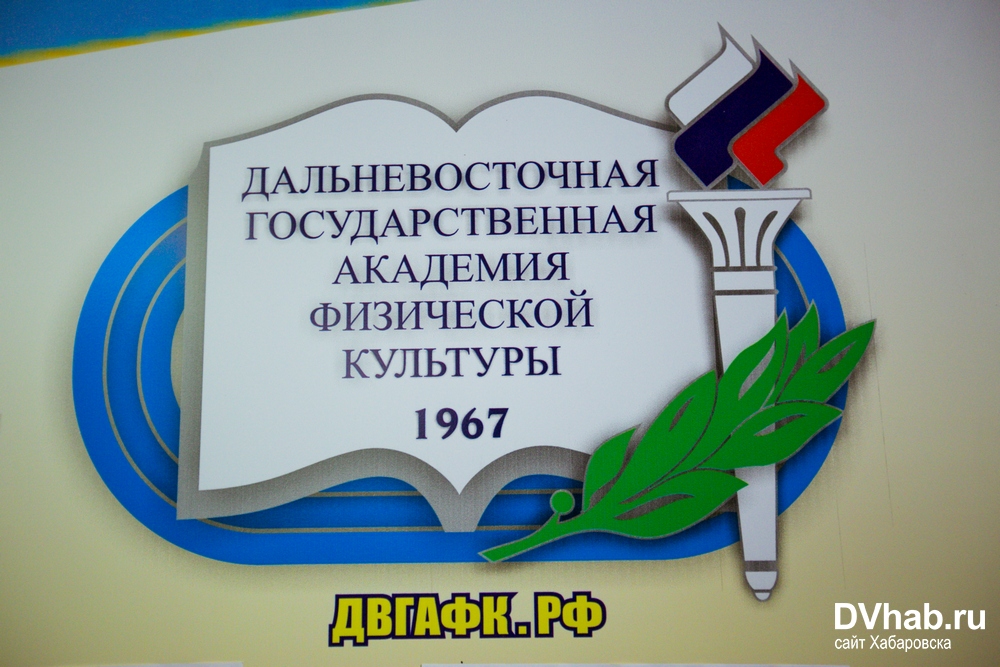 ДАЛЬНЕВОСТОЧНАЯ
ГОСУДАРСТВЕННАЯ
АКАДЕМИЯ
ФИЗИЧЕСКОЙ
КУЛЬТУРЫ
1967
ДВГАФК.РФ
DVhab.ru
сайт Хабаровска